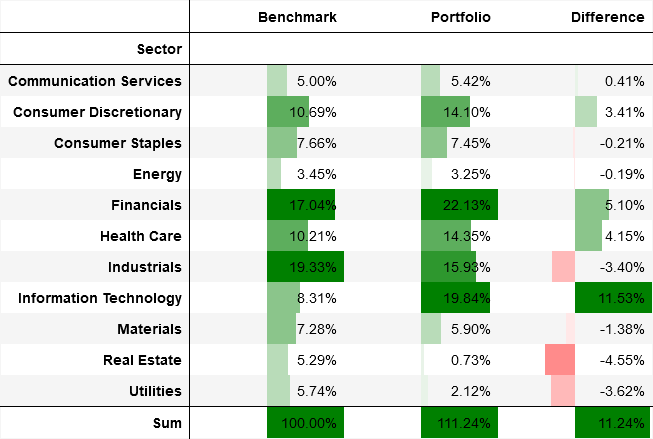 Benchmark Portfolio Difference
Sector
Communication Services 5.00% 5.42% 0.41%
Consumer Discretionary 10.69% 14.10% 3.41%
Consumer Staples 7.66% 7.45% -0.21%
Energy 3.45% 3.25% -0.19%
Financials 17.04% 22.13% 5.10%
Health Care 10.21% 14.35% 4.15%
Industrials 19.33% 15.93% -3.40%
Information Technology 8.31% 19.84% 11.53%
Materials 7.28% 5.90% -1.38%
Real Estate 5.29% 0.73% -4.55%
Utilities 5.74% 2.12% -3.62%
Sum 100.00% 111.24% 11.24%